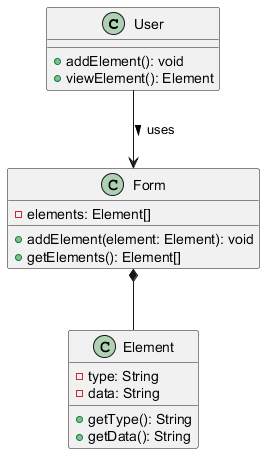 C User
addElement(): void
viewElement(): Element
uses
C Form
elements: Element[]
addElement(element: Element): void
getElements(): Element[]
C Element
type: String
data: String
getType(): String
getData(): String